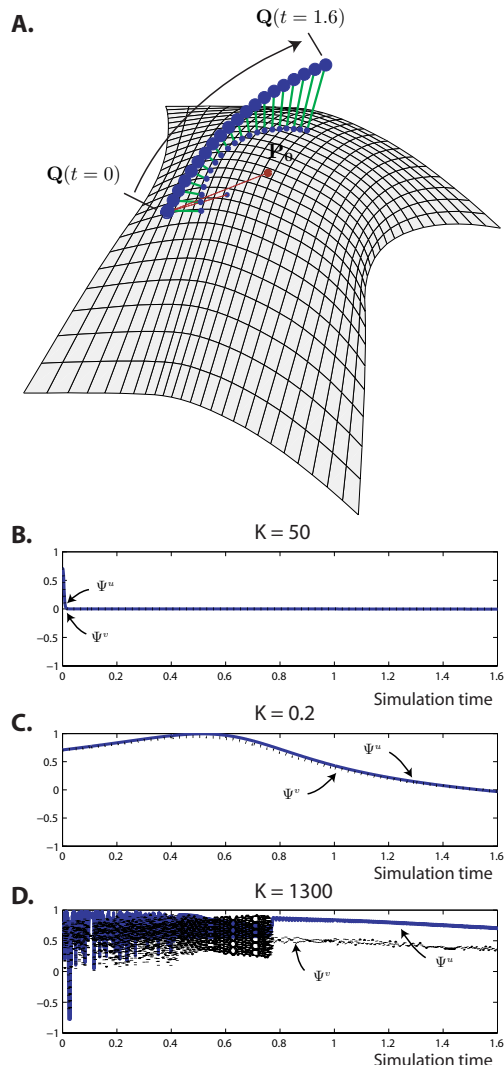 A.
Q(t = 1.6)
P₀
Q(t = 0)
B.
K = 50
1
0.5
0
−0.5
−1
Ψᵘ
Ψᵛ
0 0.2 0.4 0.6 0.8 1 1.2 1.4 1.6
Simulation time
C.
K = 0.2
1
0.5
0
−0.5
−1
Ψᵘ
Ψᵛ
0 0.2 0.4 0.6 0.8 1 1.2 1.4 1.6
Simulation time
D.
K = 1300
1
0.5
0
−0.5
−1
Ψᵛ
Ψᵘ
0 0.2 0.4 0.6 0.8 1 1.2 1.4 1.6
Simulation time